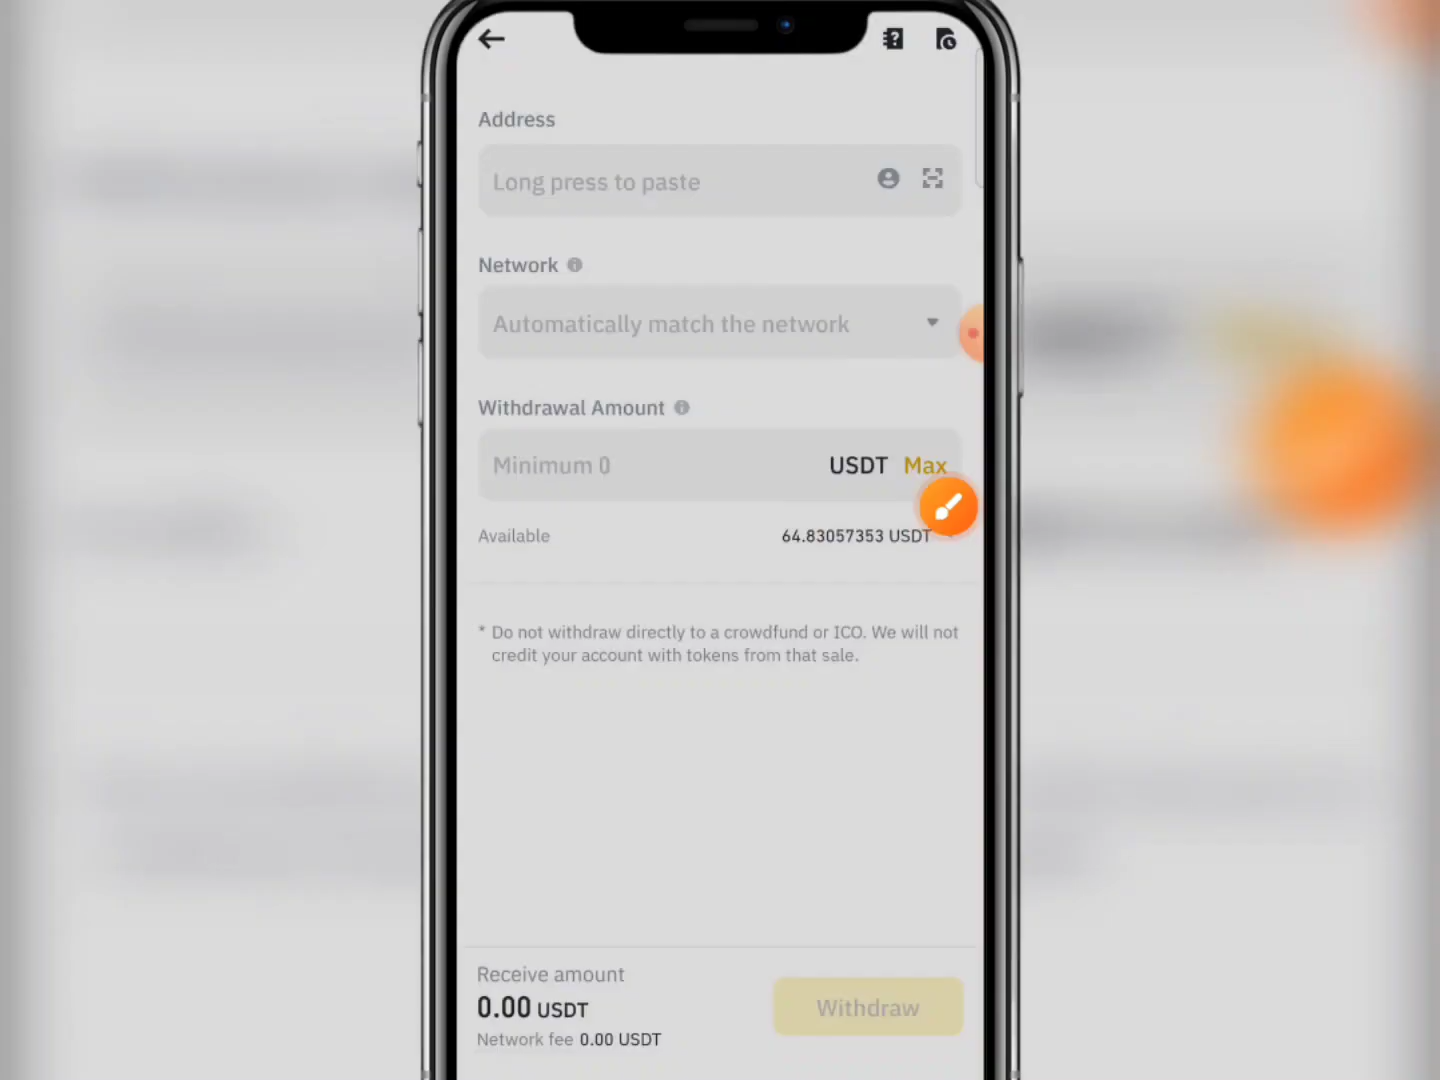 Address
Long press to paste
Network
Automatically match the network
Withdrawal Amount
Minimum 0 USDT Max
Available 64.83057353 USDT
* Do not withdraw directly to a crowdfund or ICO. We will not
credit your account with tokens from that sale.
Receive amount
0.00 USDT
Withdraw
Network fee 0.00 USDT